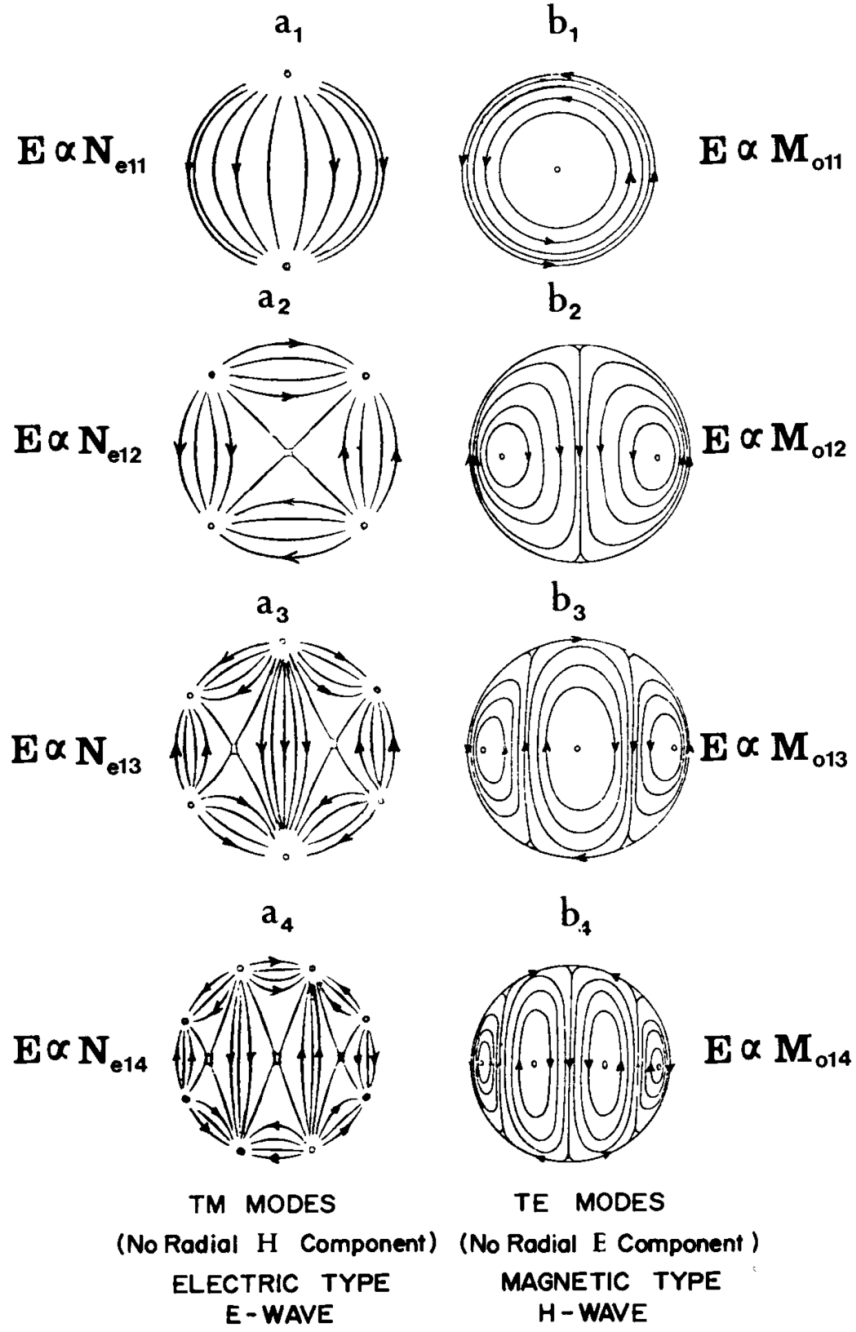 a₁ b₁
E ∝ Nₑ₁₁ E ∝ Mₒ₁₁
a₂ b₂
E ∝ Nₑ₁₂ E ∝ Mₒ₁₂
a₃ b₃
E ∝ Nₑ₁₃ E ∝ Mₒ₁₃
a₄ b₄
E ∝ Nₑ₁₄ E ∝ Mₒ₁₄
TM MODES TE MODES
(No Radial H Component) (No Radial E Component)
ELECTRIC TYPE MAGNETIC TYPE
E-WAVE H-WAVE